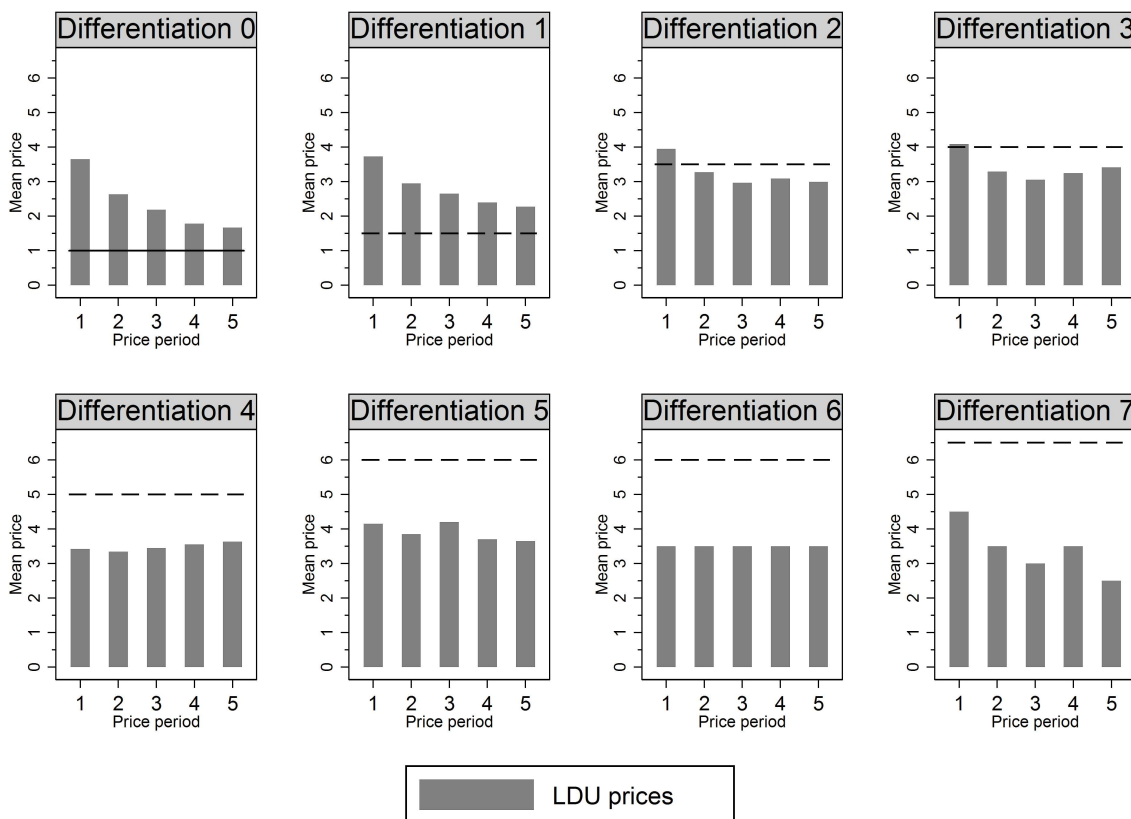 Differentiation 0 Differentiation 1 Differentiation 2 Differentiation 3
Mean price Mean price Mean price Mean price
6 6 6 6
5 5 5 5
4 4 4 4
3 3 3 3
2 2 2 2
1 1 1 1
0 0 0 0
1 2 3 4 5 1 2 3 4 5 1 2 3 4 5 1 2 3 4 5
Price period Price period Price period Price period
Differentiation 4 Differentiation 5 Differentiation 6 Differentiation 7
Mean price Mean price Mean price Mean price
6 6 6 6
5 5 5 5
4 4 4 4
3 3 3 3
2 2 2 2
1 1 1 1
0 0 0 0
1 2 3 4 5 1 2 3 4 5 1 2 3 4 5 1 2 3 4 5
Price period Price period Price period Price period
LDU prices